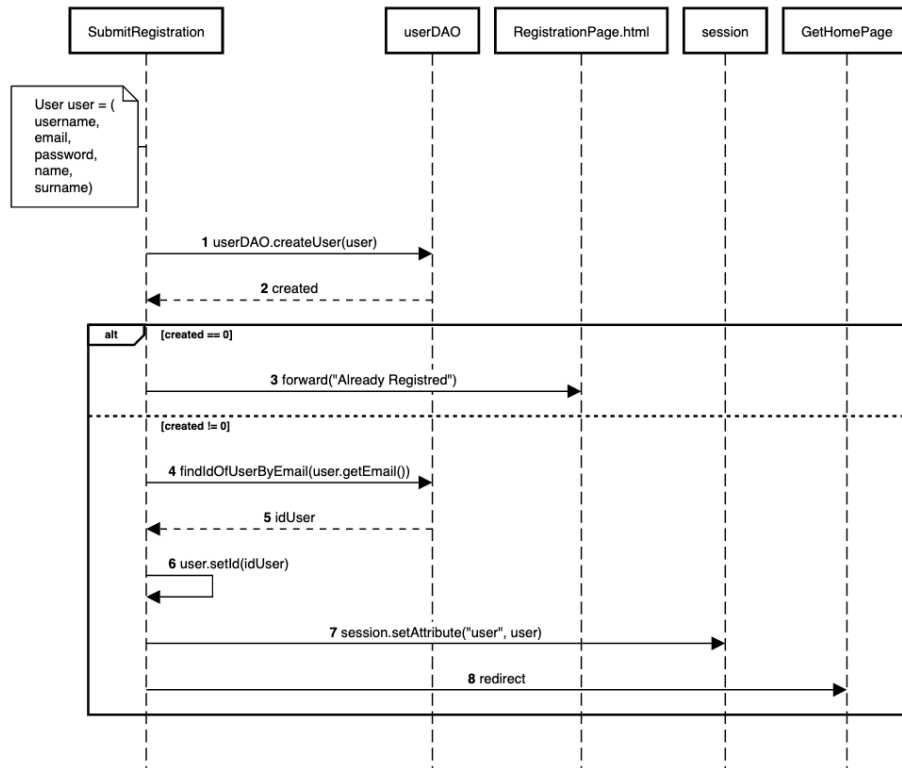 SubmitRegistration
userDAO
RegistrationPage.html
session
GetHomePage
User user = (
username,
email,
password,
name,
surname)
1 userDAO.createUser(user)
2 created
alt
[created == 0]
3 forward("Already Registred")
[created != 0]
4 findIdOfUserByEmail(user.getEmail())
5 idUser
6 user.setId(idUser)
7 session.setAttribute("user", user)
8 redirect